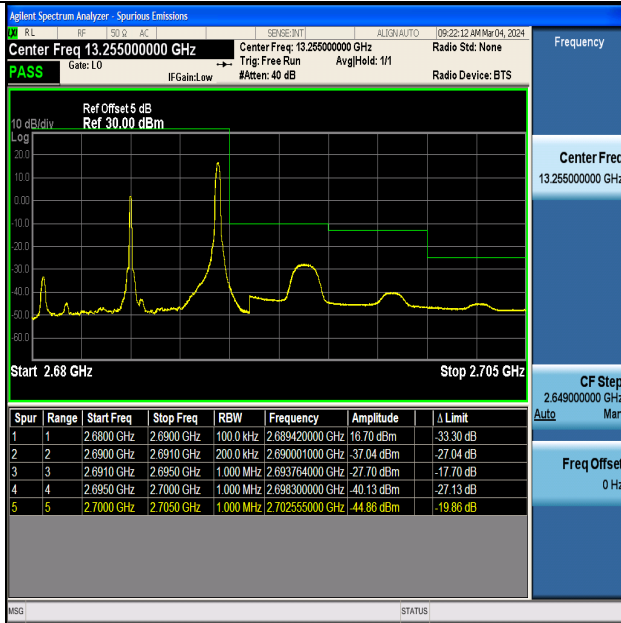 Agilent Spectrum Analyzer - Spurious Emissions
RL RF 50 Ω AC SENSE:INT ALIGN AUTO 09:22:12 AM Mar 04, 2024
Center Freq 13.255000000 GHz
Center Freq: 13.255000000 GHz
Radio Std: None
Gate: LO
Trig: Free Run Avg|Hold: 1/1
PASS
IFGain:Low
#Atten: 40 dB
Radio Device: BTS
Ref Offset 5 dB
10 dB/div Ref 30.00 dBm
Log
20.0
10.0
0.00
-10.0
-20.0
-30.0
-40.0
-50.0
-60.0
Start 2.68 GHz Stop 2.705 GHz
Spur Range Start Freq Stop Freq RBW Frequency Amplitude Δ Limit
1 1 2.6800 GHz 2.6900 GHz 100.0 kHz 2.689420000 GHz 16.70 dBm -33.30 dB
2 2 2.6900 GHz 2.6910 GHz 200.0 kHz 2.690001000 GHz -37.04 dBm -27.04 dB
3 3 2.6910 GHz 2.6950 GHz 1.000 MHz 2.693764000 GHz -27.70 dBm -17.70 dB
4 4 2.6950 GHz 2.7000 GHz 1.000 MHz 2.698300000 GHz -40.13 dBm -27.13 dB
5 5 2.7000 GHz 2.7050 GHz 1.000 MHz 2.702555000 GHz -44.86 dBm -19.86 dB
MSG STATUS
Frequency
Center Freq
13.255000000 GHz
CF Step
2.649000000 GHz
Auto Man
Freq Offset
0 Hz